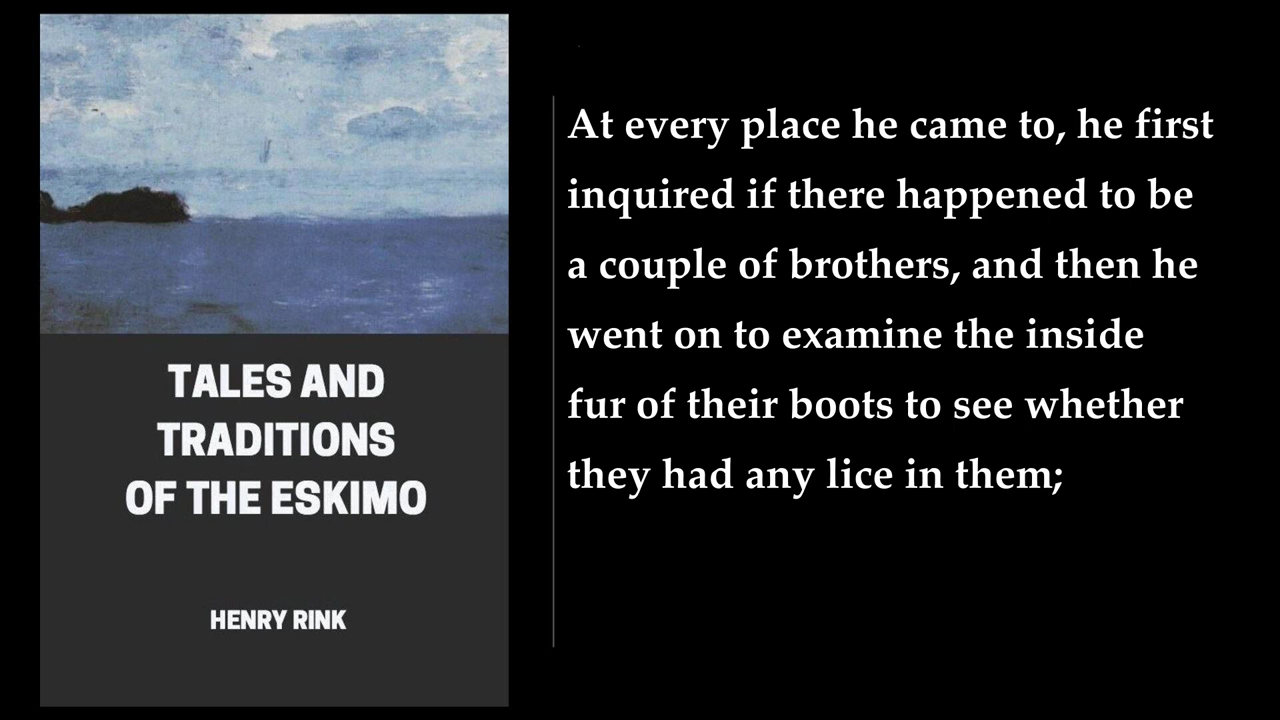 TALES AND
TRADITIONS
OF THE ESKIMO
HENRY RINK
At every place he came to, he first
inquired if there happened to be
a couple of brothers, and then he
went on to examine the inside
fur of their boots to see whether
they had any lice in them;